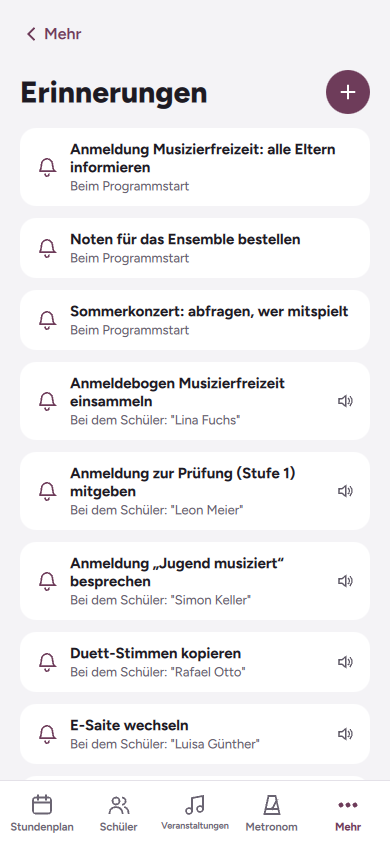 Mehr
Erinnerungen
Anmeldung Musizierfreizeit: alle Eltern
informieren
Beim Programmstart
Noten für das Ensemble bestellen
Beim Programmstart
Sommerkonzert: abfragen, wer mitspielt
Beim Programmstart
Anmeldebogen Musizierfreizeit
einsammeln
Bei dem Schüler: "Lina Fuchs"
Anmeldung zur Prüfung (Stufe 1)
mitgeben
Bei dem Schüler: "Leon Meier"
Anmeldung „Jugend musiziert“
besprechen
Bei dem Schüler: "Simon Keller"
Duett-Stimmen kopieren
Bei dem Schüler: "Rafael Otto"
E-Saite wechseln
Bei dem Schüler: "Luisa Günther"
Stundenplan
Schüler
Veranstaltungen
Metronom
Mehr